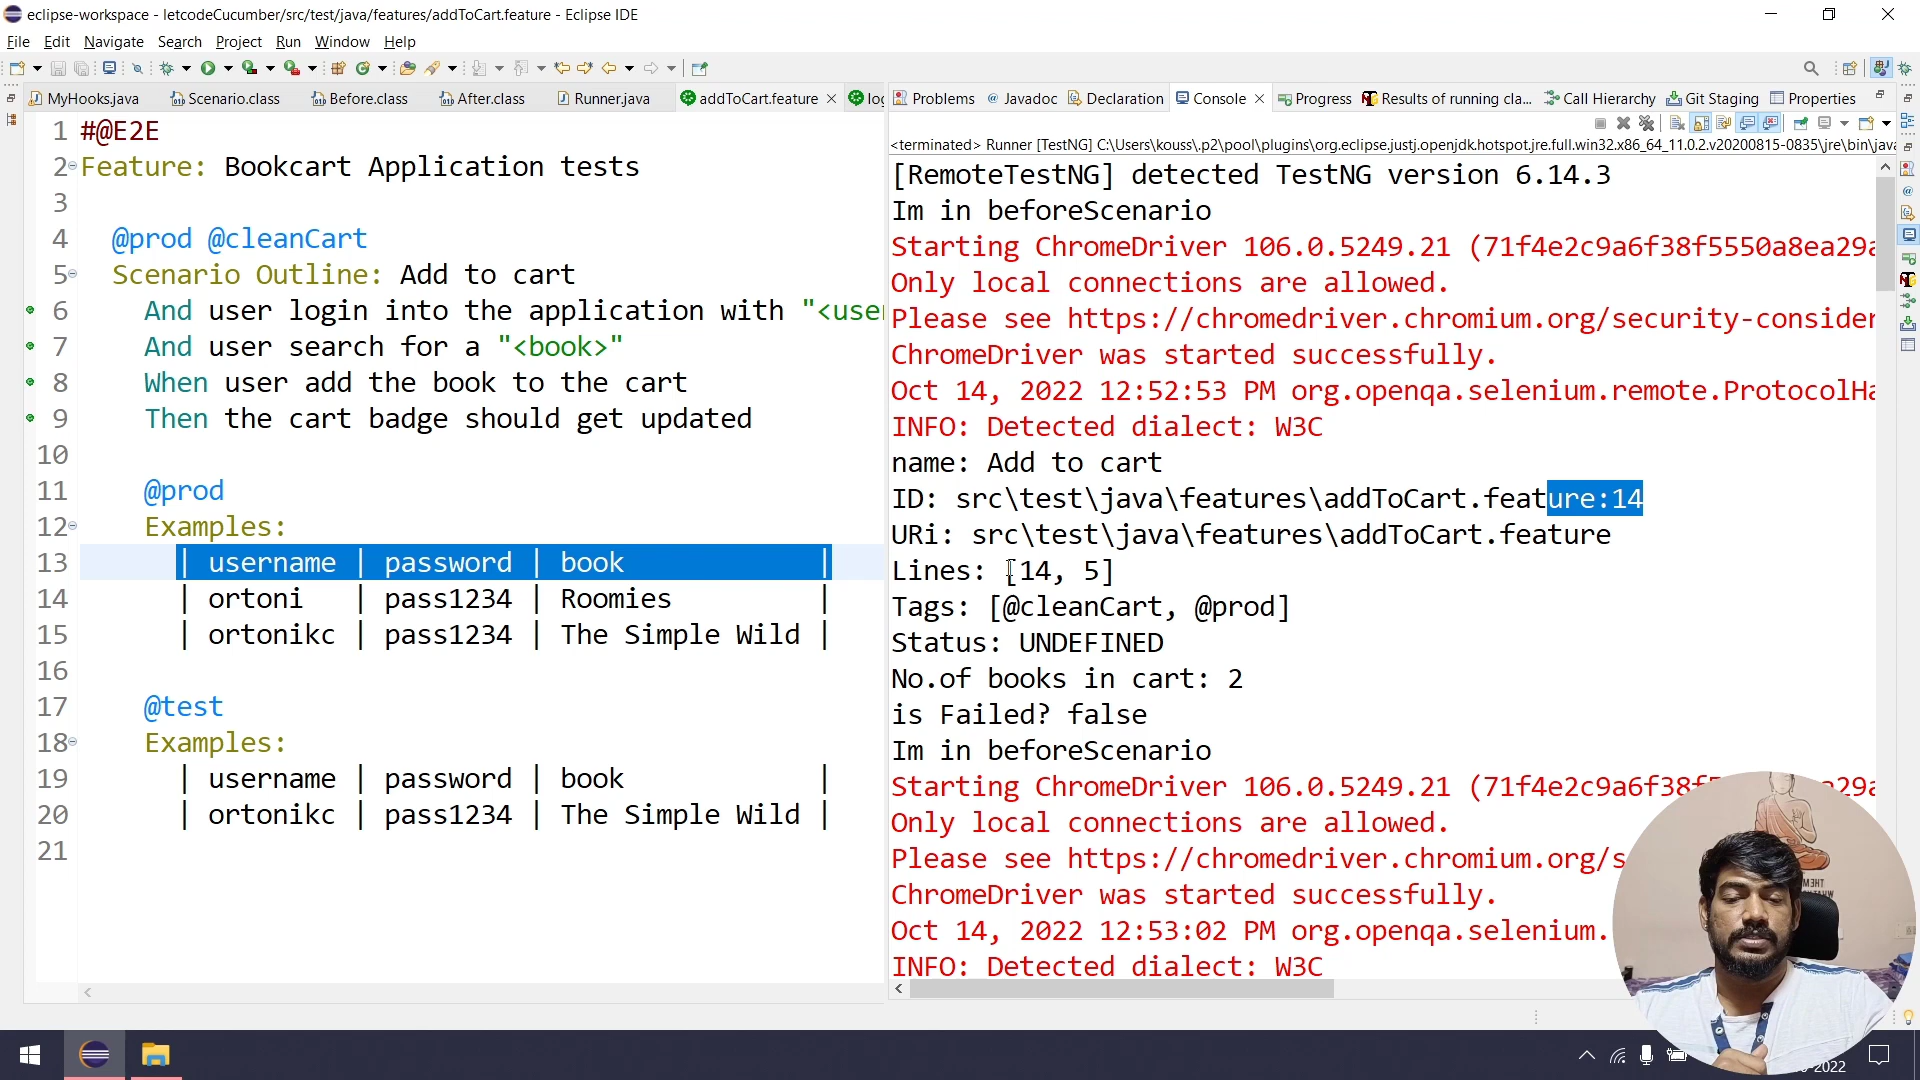 eclipse-workspace - letcodeCucumber/src/test/java/features/addToCart.feature - Eclipse IDE
File Edit Navigate Search Project Run Window Help
MyHooks.java Scenario.class Before.class After.class Runner.java addToCart.feature log
Problems Javadoc Declaration Console Progress Results of running cla... Call Hierarchy Git Staging Properties
<terminated> Runner [TestNG] C:\Users\kouss\.p2\pool\plugins\org.eclipse.justj.openjdk.hotspot.jre.full.win32.x86_64_11.0.2.v20200815-0835\jre\bin\java
1 #@E2E
2 Feature: Bookcart Application tests
3
4 @prod @cleanCart
5 Scenario Outline: Add to cart
6 And user login into the application with "<user
7 And user search for a "<book>"
8 When user add the book to the cart
9 Then the cart badge should get updated
10
11 @prod
12 Examples:
13 | username | password | book |
14 | ortoni | pass1234 | Roomies |
15 | ortonikc | pass1234 | The Simple Wild |
16
17 @test
18 Examples:
19 | username | password | book |
20 | ortonikc | pass1234 | The Simple Wild |
21
[RemoteTestNG] detected TestNG version 6.14.3
Im in beforeScenario
Starting ChromeDriver 106.0.5249.21 (71f4e2c9a6f38f5550a8ea29a
Only local connections are allowed.
Please see https://chromedriver.chromium.org/security-consider
ChromeDriver was started successfully.
Oct 14, 2022 12:52:53 PM org.openqa.selenium.remote.ProtocolHa
INFO: Detected dialect: W3C
name: Add to cart
ID: src\test\java\features\addToCart.feature:14
URi: src\test\java\features\addToCart.feature
Lines: [14, 5]
Tags: [@cleanCart, @prod]
Status: UNDEFINED
No.of books in cart: 2
is Failed? false
Im in beforeScenario
Starting ChromeDriver 106.0.5249.21 (71f4e2c9a6f38f5 a29a
Only local connections are allowed.
Please see https://chromedriver.chromium.org/s
ChromeDriver was started successfully.
Oct 14, 2022 12:53:02 PM org.openqa.selenium.
INFO: Detected dialect: W3C
-2022